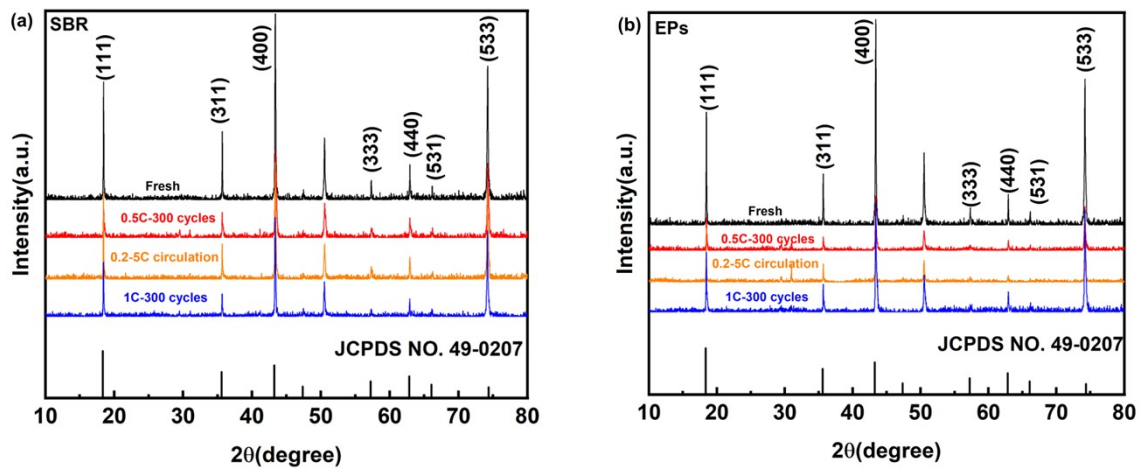 (a)
SBR
(111)
(311)
(400)
(333)
(440)
(531)
(533)
Fresh
0.5C-300 cycles
0.2-5C circulation
1C-300 cycles
JCPDS NO. 49-0207
Intensity(a.u.)
10 20 30 40 50 60 70 80
2θ(degree)
(b)
EPs
(111)
(311)
(400)
(333)
(440)
(531)
(533)
Fresh
0.5C-300 cycles
0.2-5C circulation
1C-300 cycles
JCPDS NO. 49-0207
Intensity(a.u.)
10 20 30 40 50 60 70 80
2θ(degree)